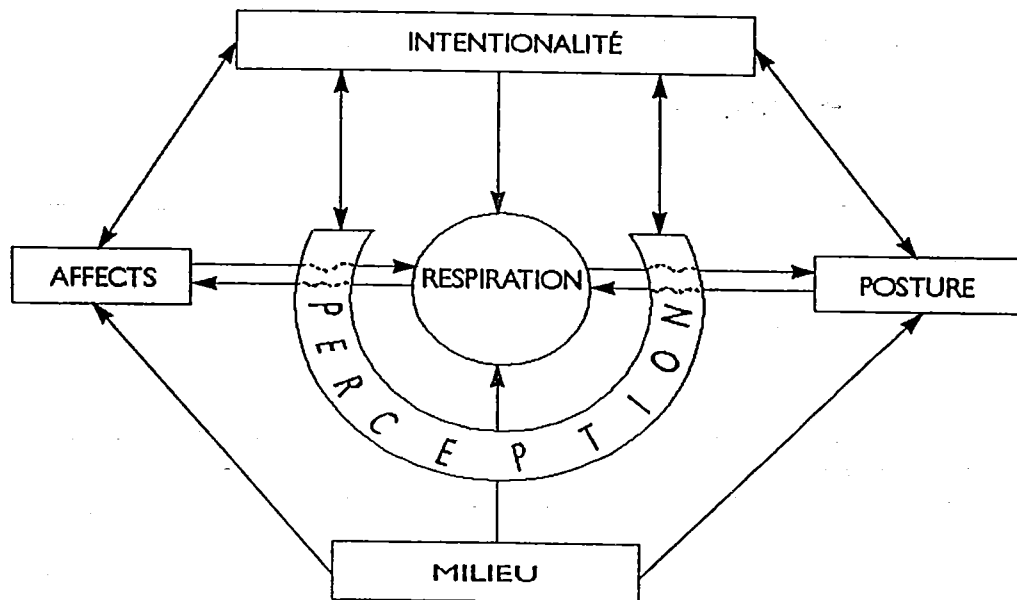 INTENTIONALITÉ
AFFECTS
RESPIRATION
POSTURE
PERCEPTION
MILIEU